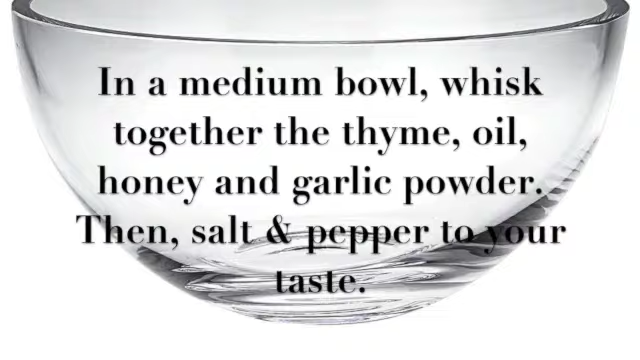 In a medium bowl, whisk
together the thyme, oil,
honey and garlic powder.
Then, salt & pepper to your
taste.